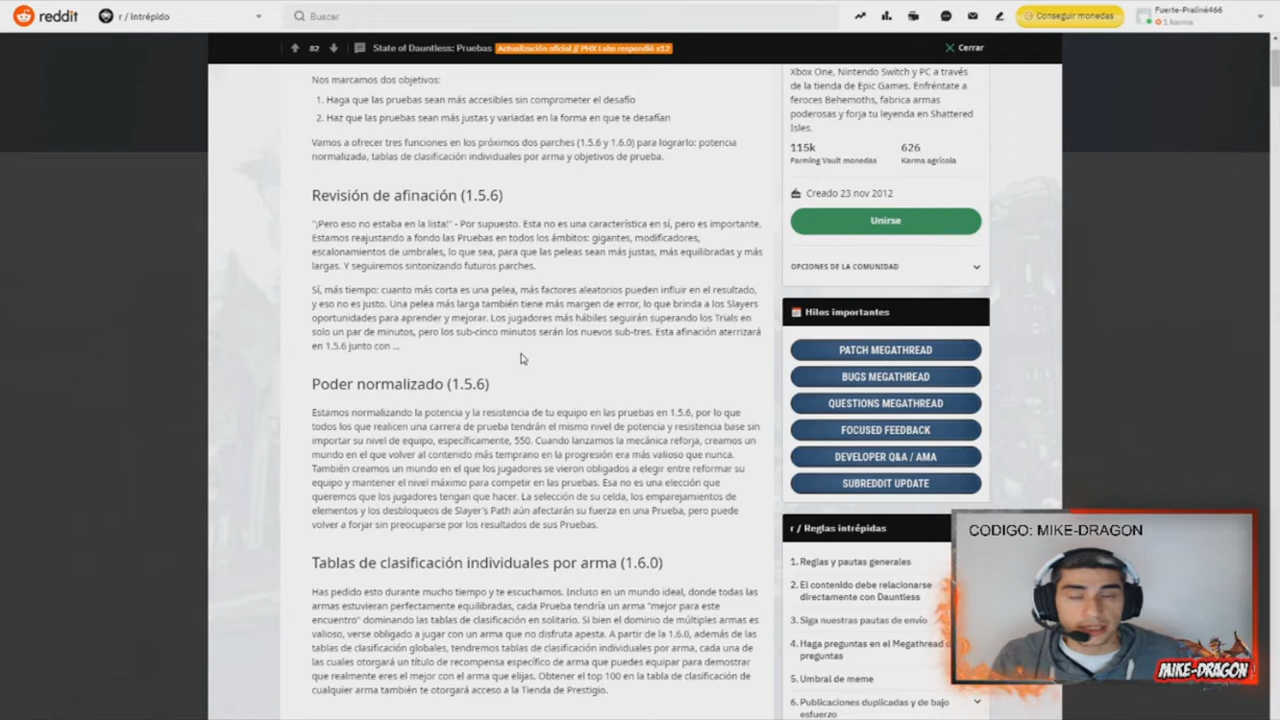 reddit
r / Intrépido
Buscar
Conseguir monedas
Fuerte-Praliné466
1 karma
82
State of Dauntless: Pruebas
Actualización oficial // PHX Labs respondió x12
Cerrar
Nos marcamos dos objetivos:
1. Haga que las pruebas sean más accesibles sin comprometer el desafío
2. Haz que las pruebas sean más justas y variadas en la forma en que te desafían
Vamos a ofrecer tres funciones en los próximos dos parches (1.5.6 y 1.6.0) para lograrlo: potencia
normalizada, tablas de clasificación individuales por arma y objetivos de prueba.
Revisión de afinación (1.5.6)
"¡Pero eso no estaba en la lista!" - Por supuesto. Esta no es una característica en sí, pero es importante.
Estamos reajustando a fondo las Pruebas en todos los ámbitos: gigantes, modificadores,
escalonamientos de umbrales, lo que sea, para que las peleas sean más justas, más equilibradas y más
largas. Y seguiremos sintonizando futuros parches.
Sí, más tiempo: cuanto más corta es una pelea, más factores aleatorios pueden influir en el resultado,
y eso no es justo. Una pelea más larga también tiene más margen de error, lo que brinda a los Slayers
oportunidades para aprender y mejorar. Los jugadores más hábiles seguirán superando los Trials en
solo un par de minutos, pero los sub-cinco minutos serán los nuevos sub-tres. Esta afinación aterrizará
en 1.5.6 junto con ...
Poder normalizado (1.5.6)
Estamos normalizando la potencia y la resistencia de tu equipo en las pruebas en 1.5.6, por lo que
todos los que realicen una carrera de prueba tendrán el mismo nivel de potencia y resistencia base sin
importar su nivel de equipo, específicamente, 550. Cuando lanzamos la mecánica reforja, creamos un
mundo en el que volver al contenido más temprano en la progresión era más valioso que nunca.
También creamos un mundo en el que los jugadores se vieron obligados a elegir entre reformar su
equipo y mantener el nivel máximo para competir en las pruebas. Esa no es una elección que
queremos que los jugadores tengan que hacer. La selección de su celda, los emparejamientos de
elementos y los desbloqueos de Slayer's Path aún afectarán su fuerza en una Prueba, pero puede
volver a forjar sin preocuparse por los resultados de sus Pruebas.
Tablas de clasificación individuales por arma (1.6.0)
Has pedido esto durante mucho tiempo y te escuchamos. Incluso en un mundo ideal, donde todas las
armas estuvieran perfectamente equilibradas, cada Prueba tendría un arma "mejor para este
encuentro" dominando las tablas de clasificación en solitario. Si bien el dominio de múltiples armas es
valioso, verse obligado a jugar con un arma que no disfruta apesta. A partir de la 1.6.0, además de las
tablas de clasificación globales, tendremos tablas de clasificación individuales por arma, cada una de
las cuales otorgará un título de recompensa específico de arma que puedes equipar para demostrar
que realmente eres el mejor con el arma que elijas. Obtener el top 100 en la tabla de clasificación de
cualquier arma también te otorgará acceso a la Tienda de Prestigio.
Xbox One, Nintendo Switch y PC a través
de la tienda de Epic Games. Enfréntate a
feroces Behemoths, fabrica armas
poderosas y forja tu leyenda en Shattered
Isles.
115k
626
Farming Vault monedas
Karma agrícola
Creado 23 nov 2012
Unirse
OPCIONES DE LA COMUNIDAD
Hilos importantes
PATCH MEGATHREAD
BUGS MEGATHREAD
QUESTIONS MEGATHREAD
FOCUSED FEEDBACK
DEVELOPER Q&A / AMA
SUBREDDIT UPDATE
r / Reglas intrépidas
1. Reglas y pautas generales
2. El contenido debe relacionarse
directamente con Dauntless
3. Siga nuestras pautas de envío
4. Haga preguntas en el Megathread
preguntas
5. Umbral de meme
6. Publicaciones duplicadas y de bajo
esfuerzo
CODIGO: MIKE-DRAGON
MIKE-DRAGON